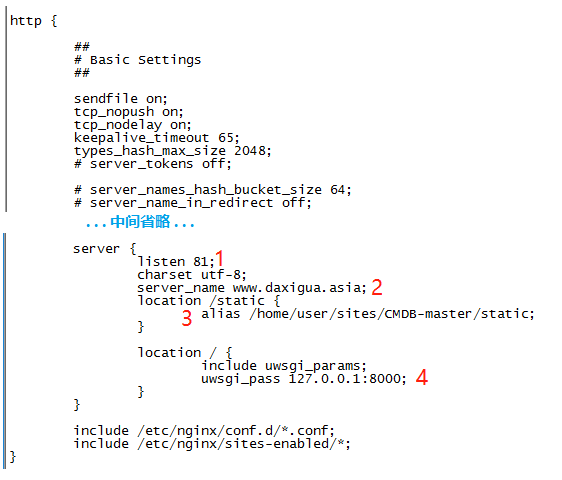 http {
##
# Basic Settings
##
sendfile on;
tcp_nopush on;
tcp_nodelay on;
keepalive_timeout 65;
types_hash_max_size 2048;
# server_tokens off;
# server_names_hash_bucket_size 64;
# server_name_in_redirect off;
...中间省略...
server {
listen 81; 1
charset utf-8;
server_name www.daxigua.asia; 2
location /static {
3 alias /home/user/sites/CMDB-master/static;
}
location / {
include uwsgi_params;
uwsgi_pass 127.0.0.1:8000; 4
}
}
include /etc/nginx/conf.d/*.conf;
include /etc/nginx/sites-enabled/*;
}